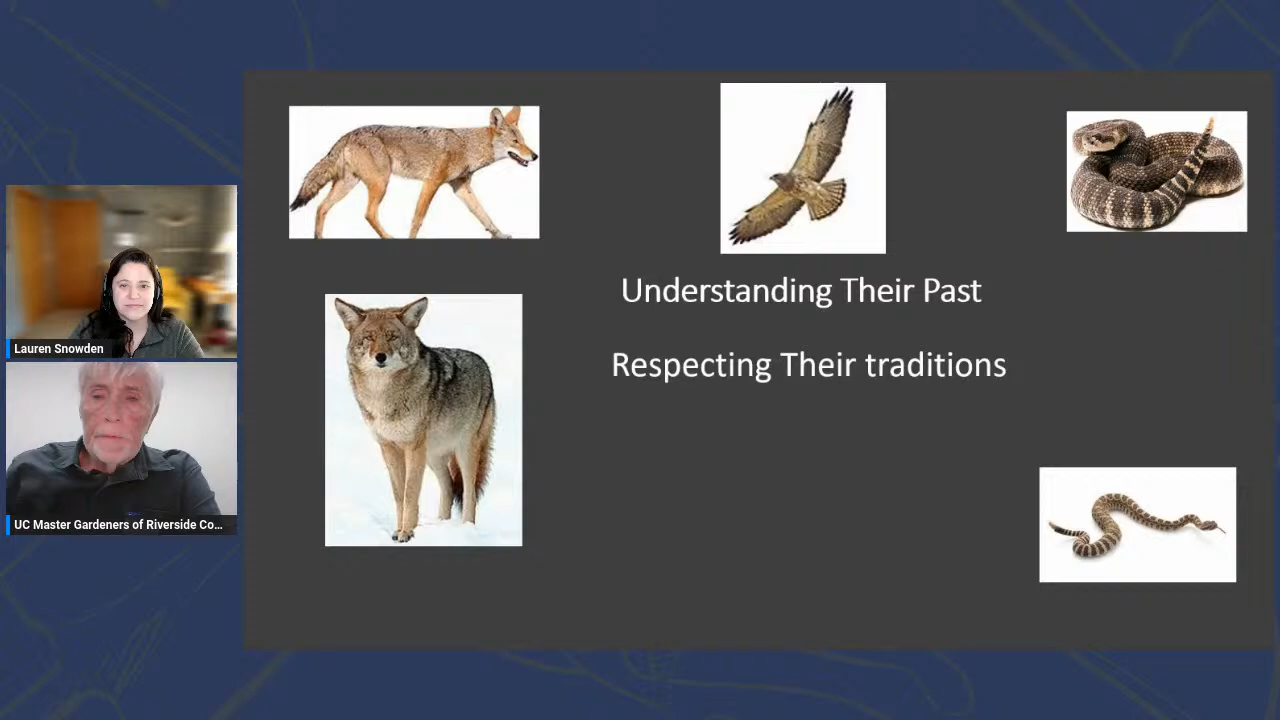 Understanding Their Past
Respecting Their traditions
Lauren Snowden
UC Master Gardeners of Riverside Co...